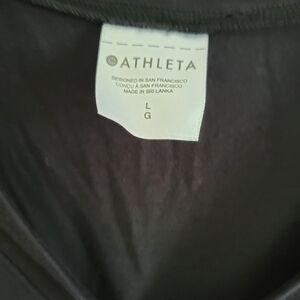 ATHLETA
DESIGNED IN SAN FRANCISCO
CONÇU À SAN FRANCISCO
MADE IN SRI LANKA
L
G